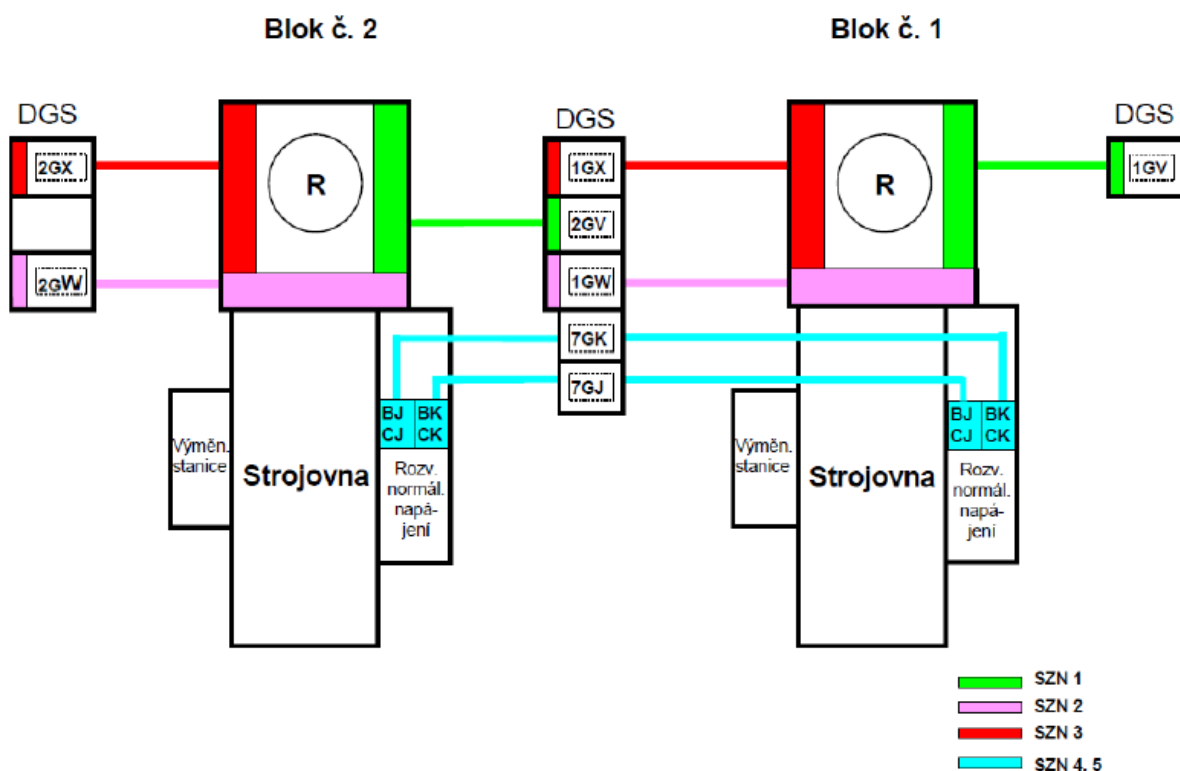 Blok č. 2
Blok č. 1
DGS
DGS
DGS
2GX
R
1GX
R
1GV
2GV
2GW
1GW
7GK
7GJ
BJ BK
CJ CK
BJ BK
CJ CK
Výměn.
stanice
Strojovna
Rozv.
normál.
napá-
jení
Výměn.
stanice
Strojovna
Rozv.
normál.
napá-
jení
SZN 1
SZN 2
SZN 3
SZN 4, 5